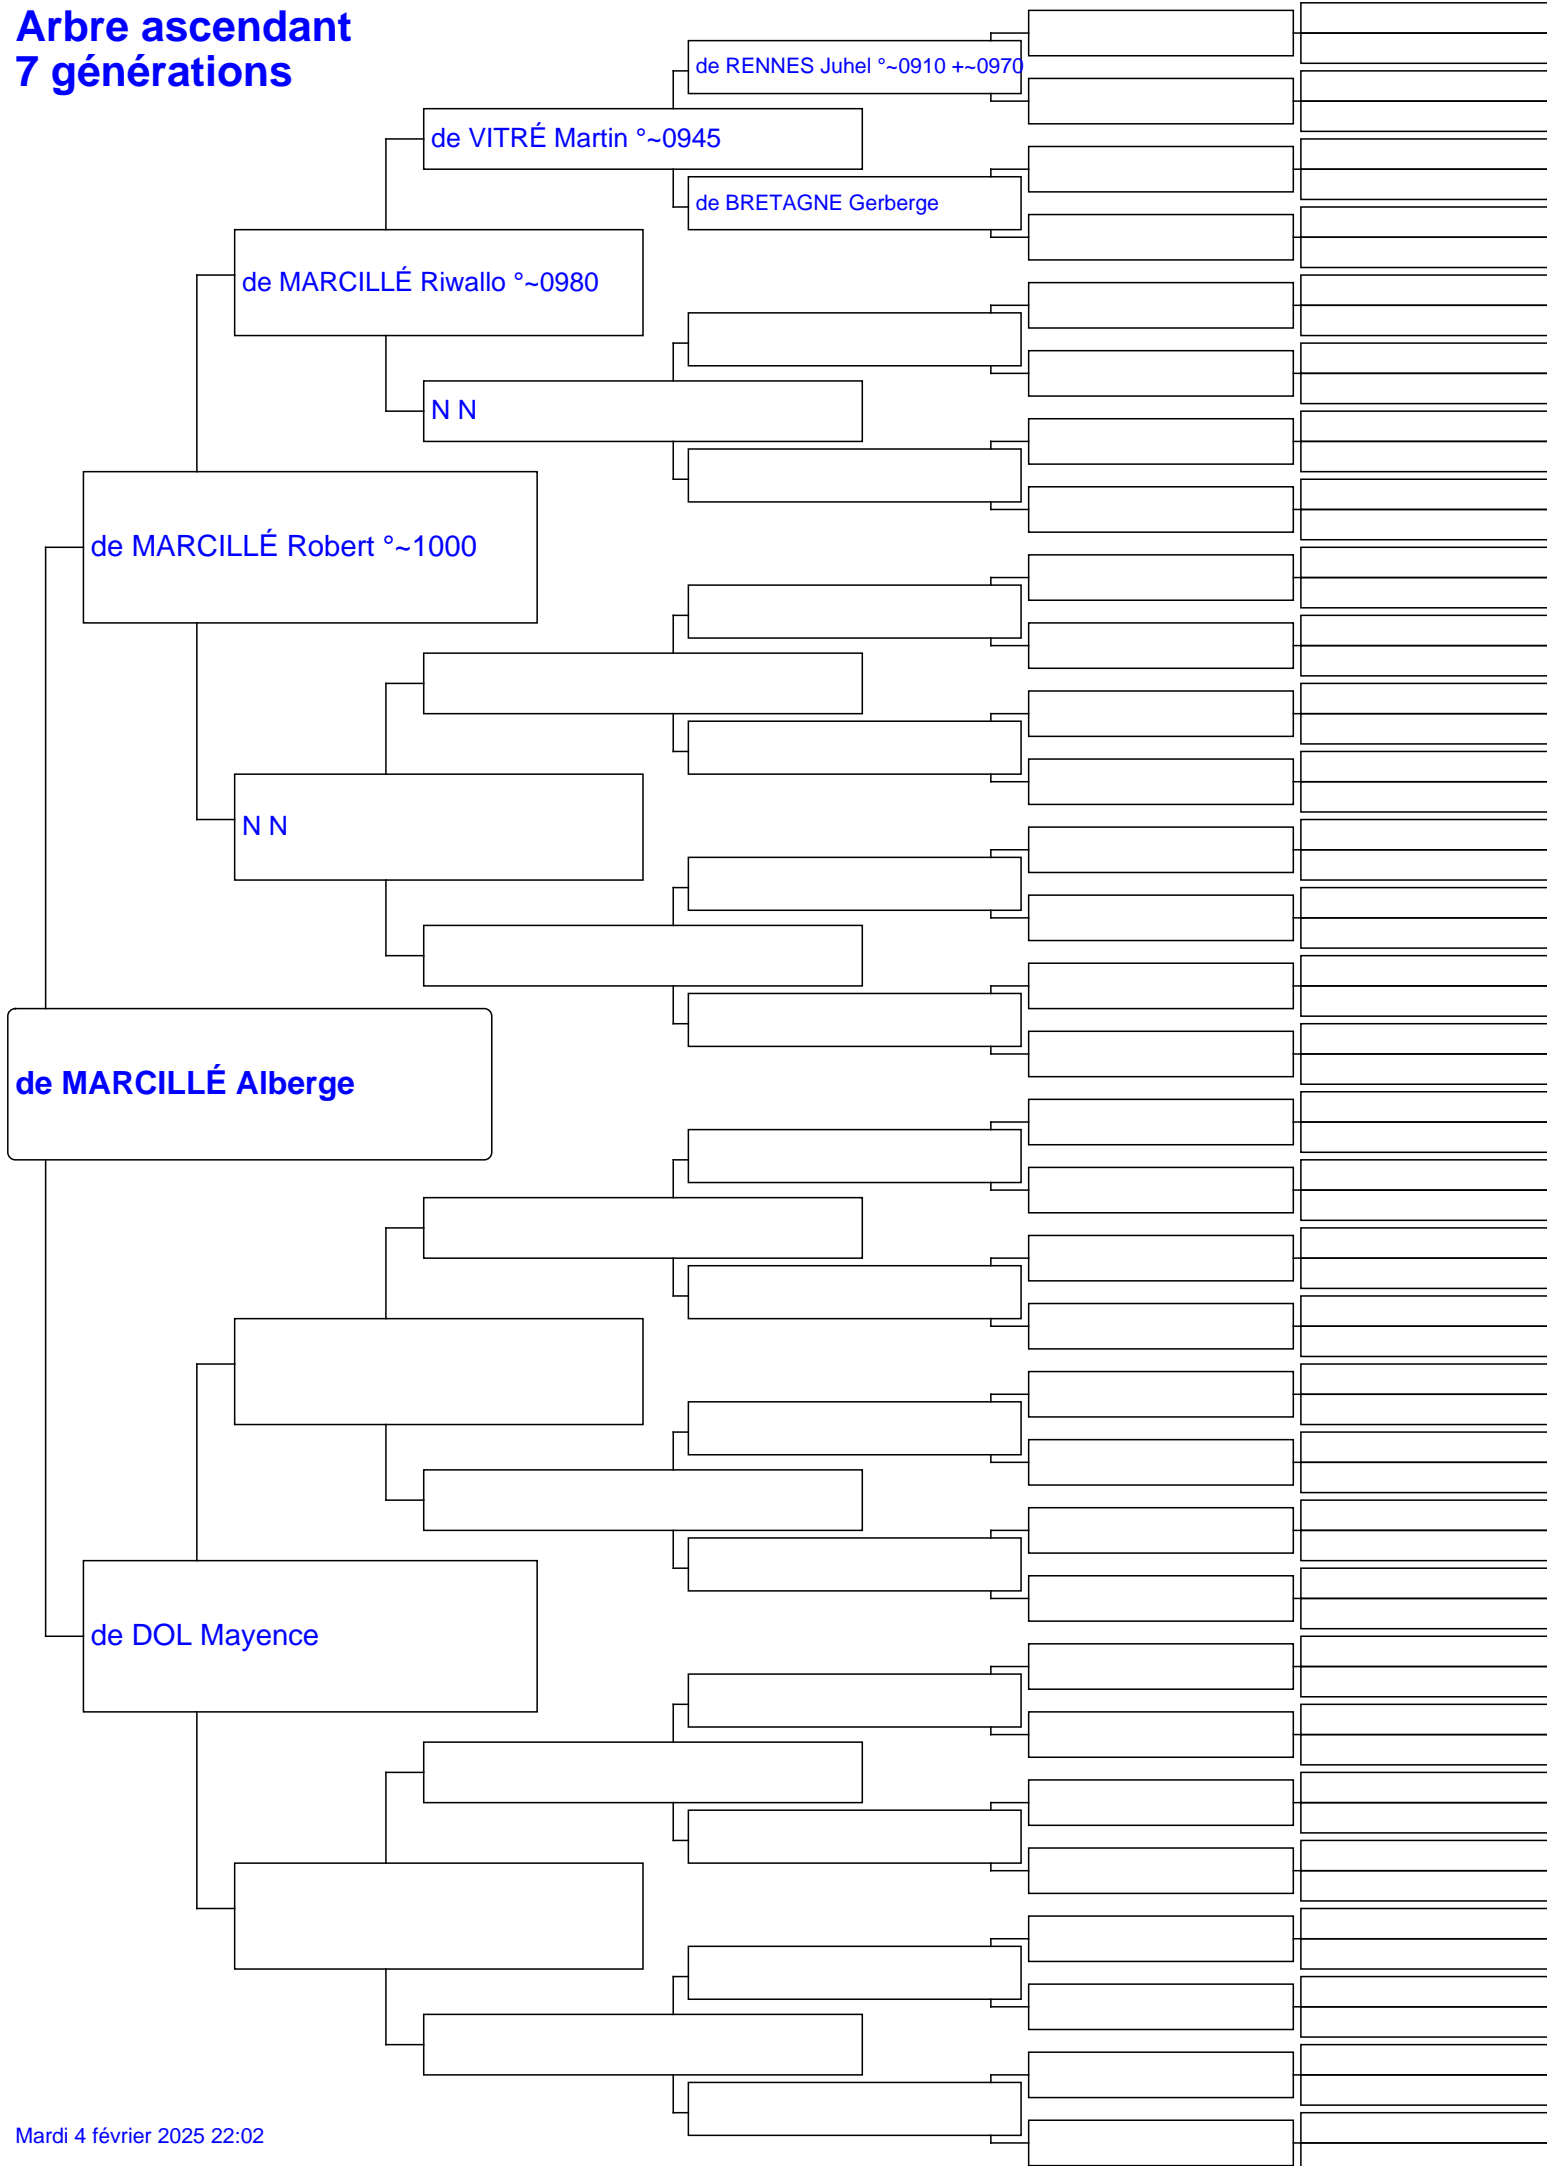 Arbre ascendant
7 générations
de RENNES Juhel °~0910 +~0970
de VITRÉ Martin °~0945
de BRETAGNE Gerberge
de MARCILLÉ Riwallo °~0980
N N
de MARCILLÉ Robert °~1000
N N
de MARCILLÉ Alberge
de DOL Mayence
Mardi 4 février 2025 22:02